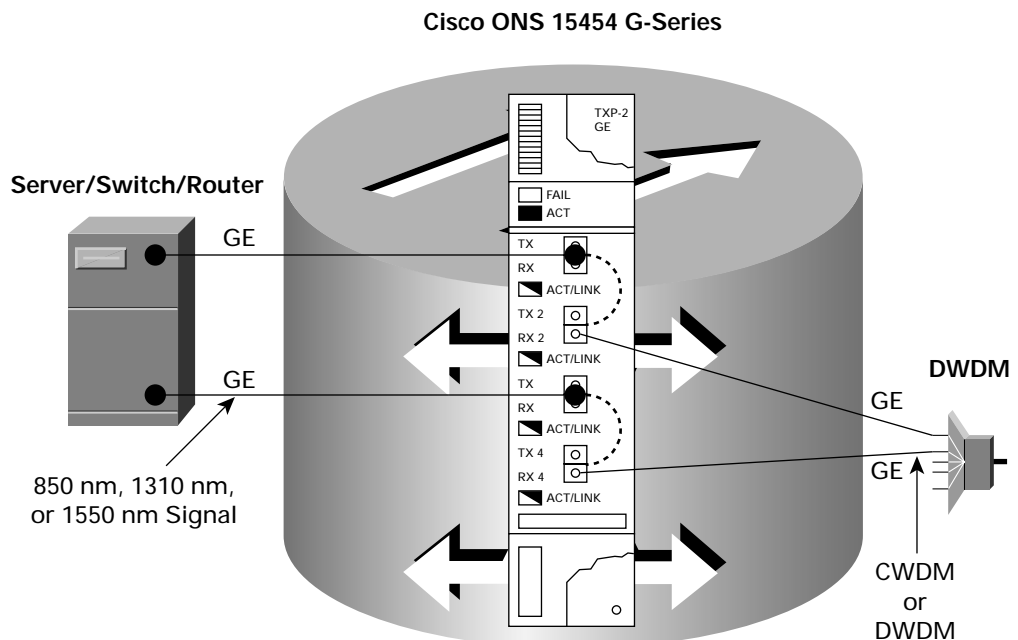 Cisco ONS 15454 G-Series
TXP-2
GE
Server/Switch/Router
FAIL
ACT
GE
TX
RX
ACT/LINK
TX 2
RX 2
ACT/LINK
GE
TX
RX
ACT/LINK
TX 4
RX 4
ACT/LINK
850 nm, 1310 nm,
or 1550 nm Signal
DWDM
GE
GE
CWDM
or
DWDM